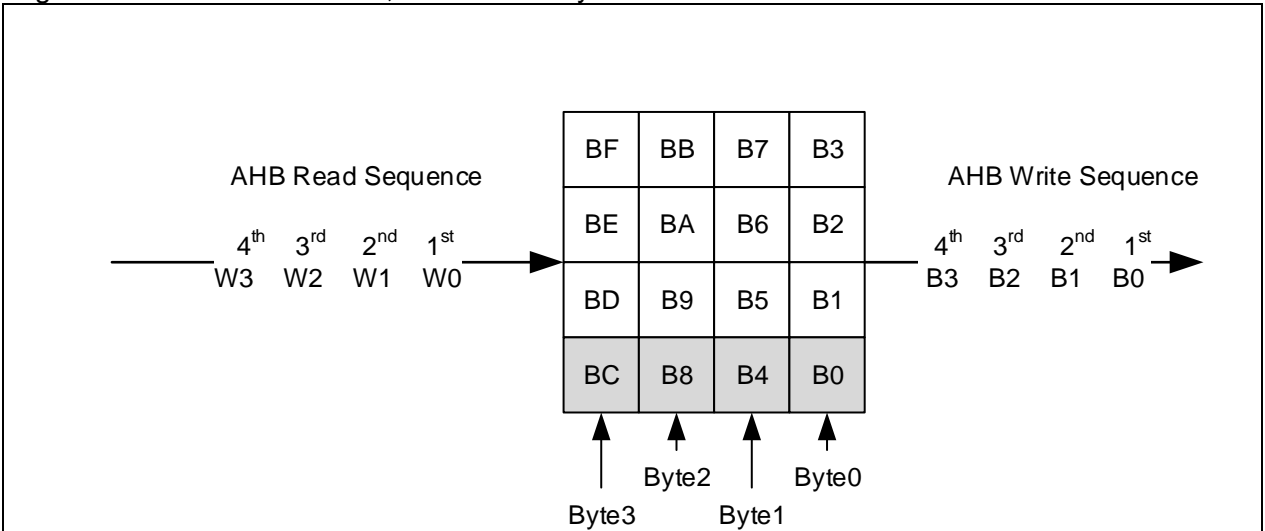 AHB Read Sequence
4th 3rd 2nd 1st
W3 W2 W1 W0
BF BB B7 B3
BE BA B6 B2
BD B9 B5 B1
BC B8 B4 B0
Byte3 Byte2 Byte1 Byte0
AHB Write Sequence
4th 3rd 2nd 1st
B3 B2 B1 B0